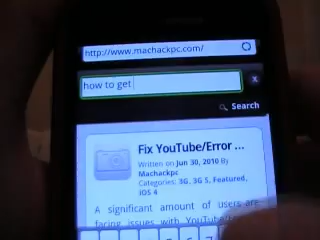 http://www.machackpc.com/
how to get
x
Search
Fix YouTube/Error ...
Written on Jun 30, 2010 By
Machackpc
Categories: 3G, 3G S, Featured,
iOS 4
A significant amount of users are
facing issues with YouTube/